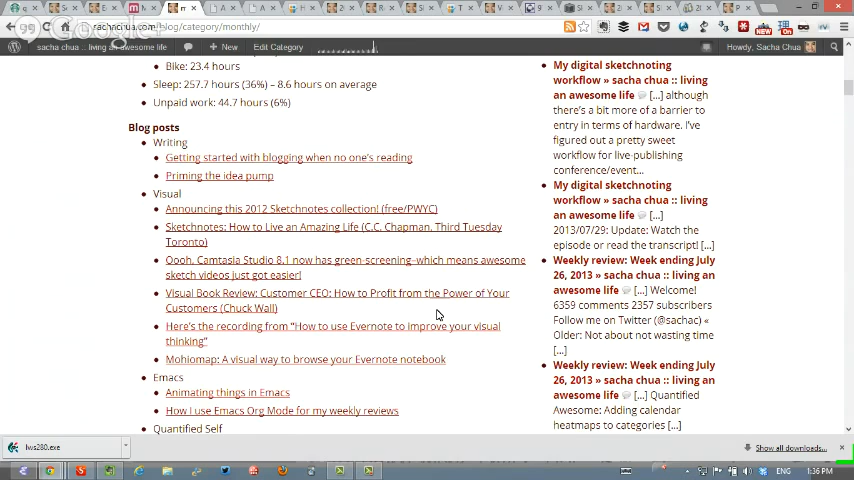 sachachua.com/blog/category/monthly/
sacha chua :: living an awesome life
New
Edit Category
Howdy, Sacha Chua
Bike: 23.4 hours
Sleep: 257.7 hours (36%) – 8.6 hours on average
Unpaid work: 44.7 hours (6%)
Blog posts
Writing
Getting started with blogging when no one's reading
Priming the idea pump
Visual
Announcing this 2012 Sketchnotes collection! (free/PWYC)
Sketchnotes: How to Live an Amazing Life (C.C. Chapman, Third Tuesday
Toronto)
Oooh, Camtasia Studio 8.1 now has green-screening–which means awesome
sketch videos just got easier!
Visual Book Review: Customer CEO: How to Profit from the Power of Your
Customers (Chuck Wall)
Here's the recording from "How to use Evernote to improve your visual
thinking"
Mohiomap: A visual way to browse your Evernote notebook
Emacs
Animating things in Emacs
How I use Emacs Org Mode for my weekly reviews
Quantified Self
My digital sketchnoting
workflow » sacha chua :: living
an awesome life […] although
there's a bit more of a barrier to
entry in terms of hardware. I've
figured out a pretty sweet
workflow for live-publishing
conference/event…
My digital sketchnoting
workflow » sacha chua :: living
an awesome life […]
2013/07/29: Update: Watch the
episode or read the transcript! […]
Weekly review: Week ending July
26, 2013 » sacha chua :: living an
awesome life […] Welcome!
6359 comments 2357 subscribers
Follow me on Twitter (@sachac) «
Older: Not about not wasting time
[…]
Weekly review: Week ending July
26, 2013 » sacha chua :: living an
awesome life […] Quantified
Awesome: Adding calendar
heatmaps to categories […]
lws280.exe
Show all downloads...
ENG
1:36 PM